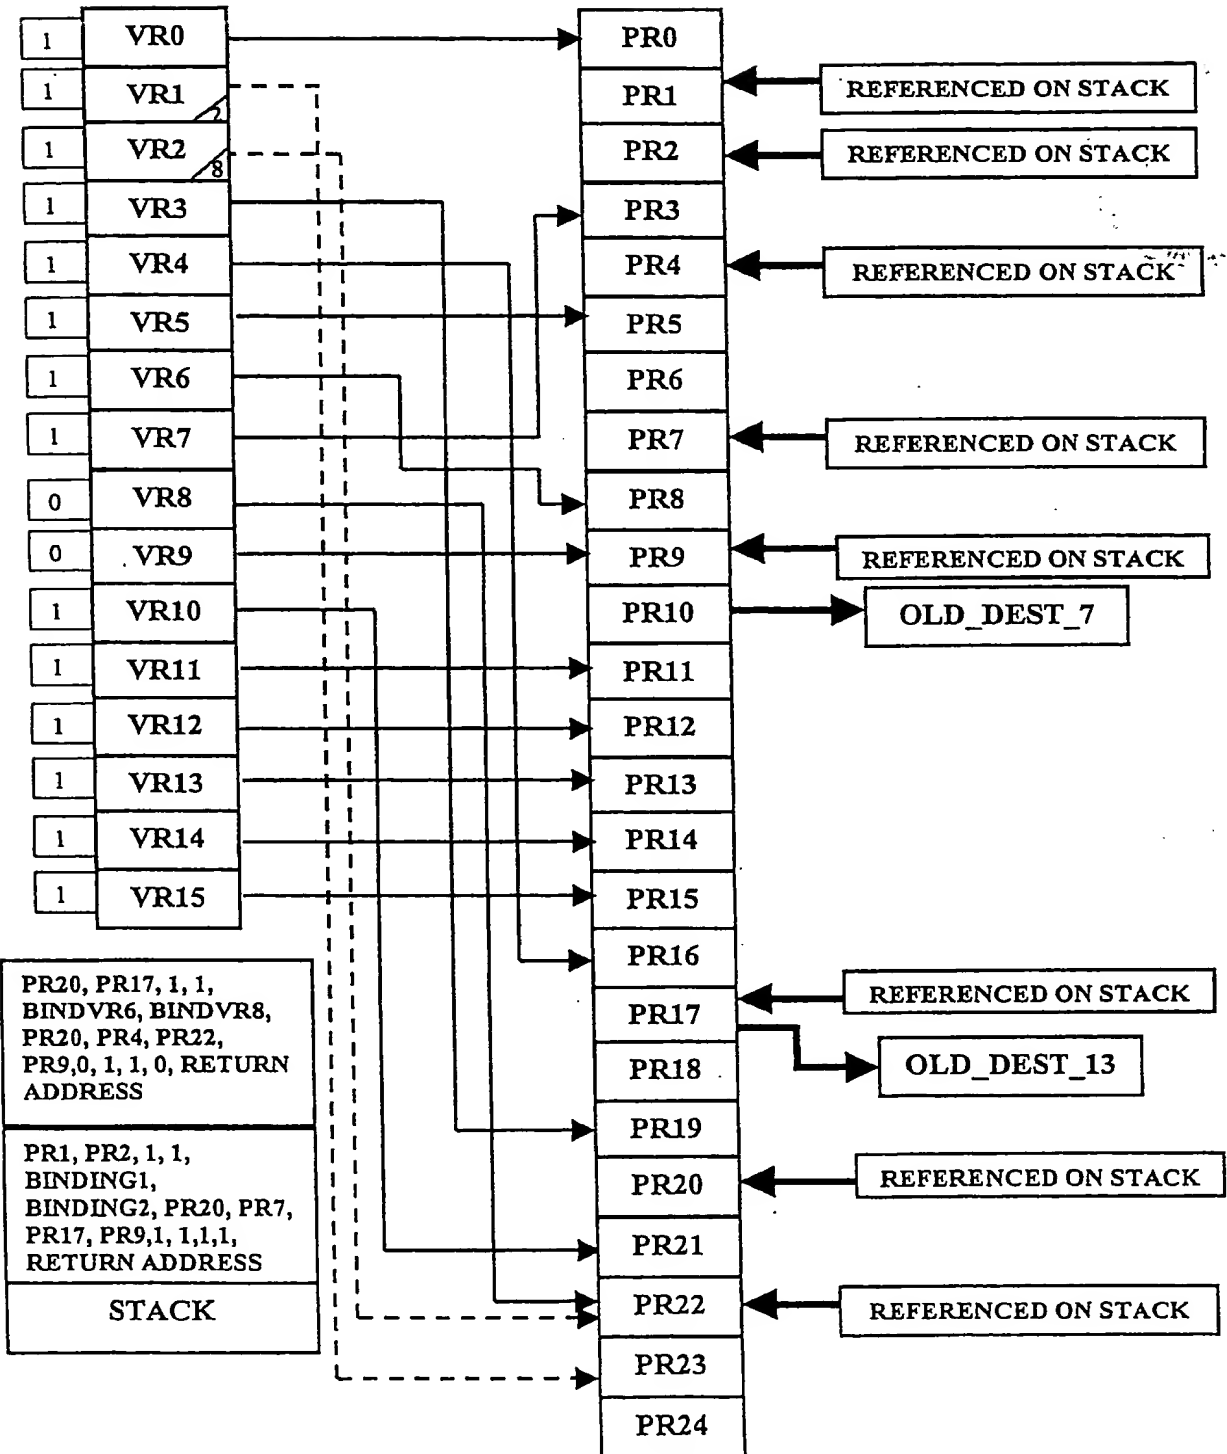 1 VR0
1 VR1 2
1 VR2 8
1 VR3
1 VR4
1 VR5
1 VR6
1 VR7
0 VR8
0 VR9
1 VR10
1 VR11
1 VR12
1 VR13
1 VR14
1 VR15
PR20, PR17, 1, 1,
BINDVR6, BINDVR8,
PR20, PR4, PR22,
PR9,0, 1, 1, 0, RETURN
ADDRESS
PR1, PR2, 1, 1,
BINDING1,
BINDING2, PR20, PR7,
PR17, PR9,1, 1,1,1,
RETURN ADDRESS
STACK
PR0
PR1
PR2
PR3
PR4
PR5
PR6
PR7
PR8
PR9
PR10
PR11
PR12
PR13
PR14
PR15
PR16
PR17
PR18
PR19
PR20
PR21
PR22
PR23
PR24
REFERENCED ON STACK
REFERENCED ON STACK
REFERENCED ON STACK
REFERENCED ON STACK
REFERENCED ON STACK
OLD_DEST_7
REFERENCED ON STACK
OLD_DEST_13
REFERENCED ON STACK
REFERENCED ON STACK